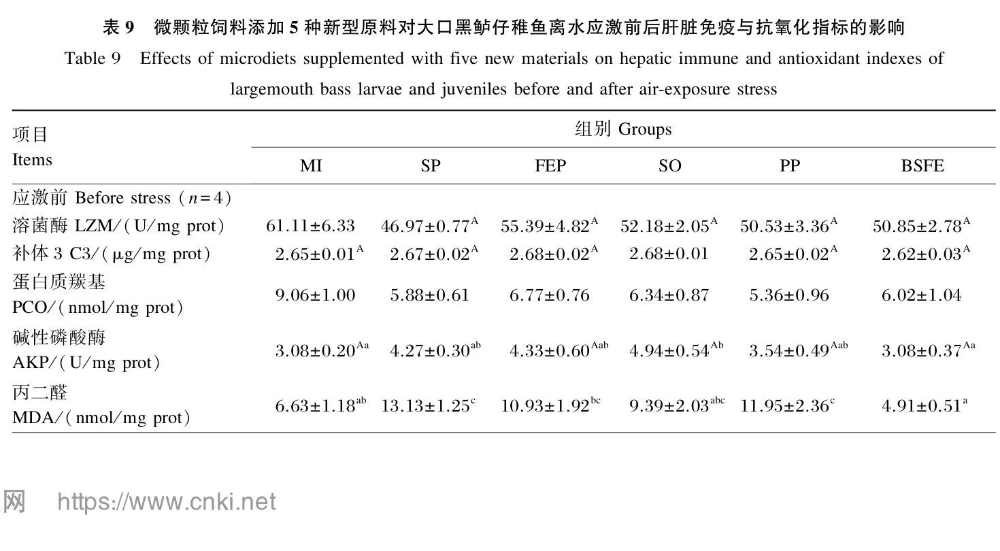 表 9 微颗粒饲料添加 5 种新型原料对大口黑鲈仔稚鱼离水应激前后肝脏免疫与抗氧化指标的影响
Table 9 Effects of microdiets supplemented with five new materials on hepatic immune and antioxidant indexes of
largemouth bass larvae and juveniles before and after air-exposure stress
项目
Items
组别 Groups
MI SP FEP SO PP BSFE
应激前 Before stress (n=4)
溶菌酶 LZM/(U/mg prot) 61.11±6.33 46.97±0.77A 55.39±4.82A 52.18±2.05A 50.53±3.36A 50.85±2.78A
补体 3 C3/(μg/mg prot) 2.65±0.01A 2.67±0.02A 2.68±0.02A 2.68±0.01 2.65±0.02A 2.62±0.03A
蛋白质羰基
PCO/(nmol/mg prot) 9.06±1.00 5.88±0.61 6.77±0.76 6.34±0.87 5.36±0.96 6.02±1.04
碱性磷酸酶
AKP/(U/mg prot) 3.08±0.20Aa 4.27±0.30ab 4.33±0.60Aab 4.94±0.54Ab 3.54±0.49Aab 3.08±0.37Aa
丙二醛
MDA/(nmol/mg prot) 6.63±1.18ab 13.13±1.25c 10.93±1.92bc 9.39±2.03abc 11.95±2.36c 4.91±0.51a
网 https://www.cnki.net